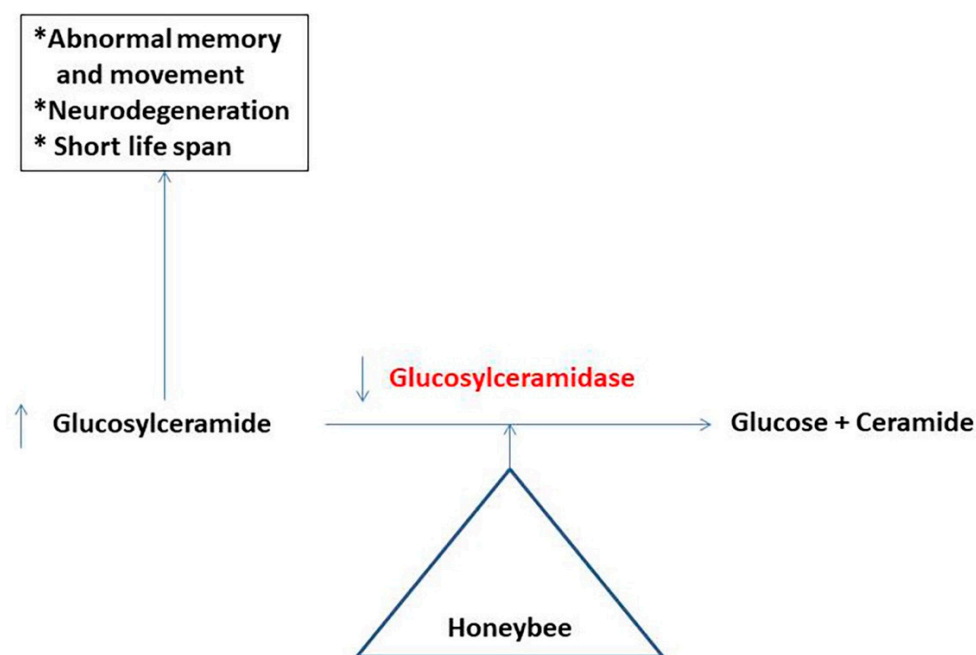 *Abnormal memory
and movement
*Neurodegeneration
* Short life span
Glucosylceramidase
Glucosylceramide
Glucose + Ceramide
Honeybee